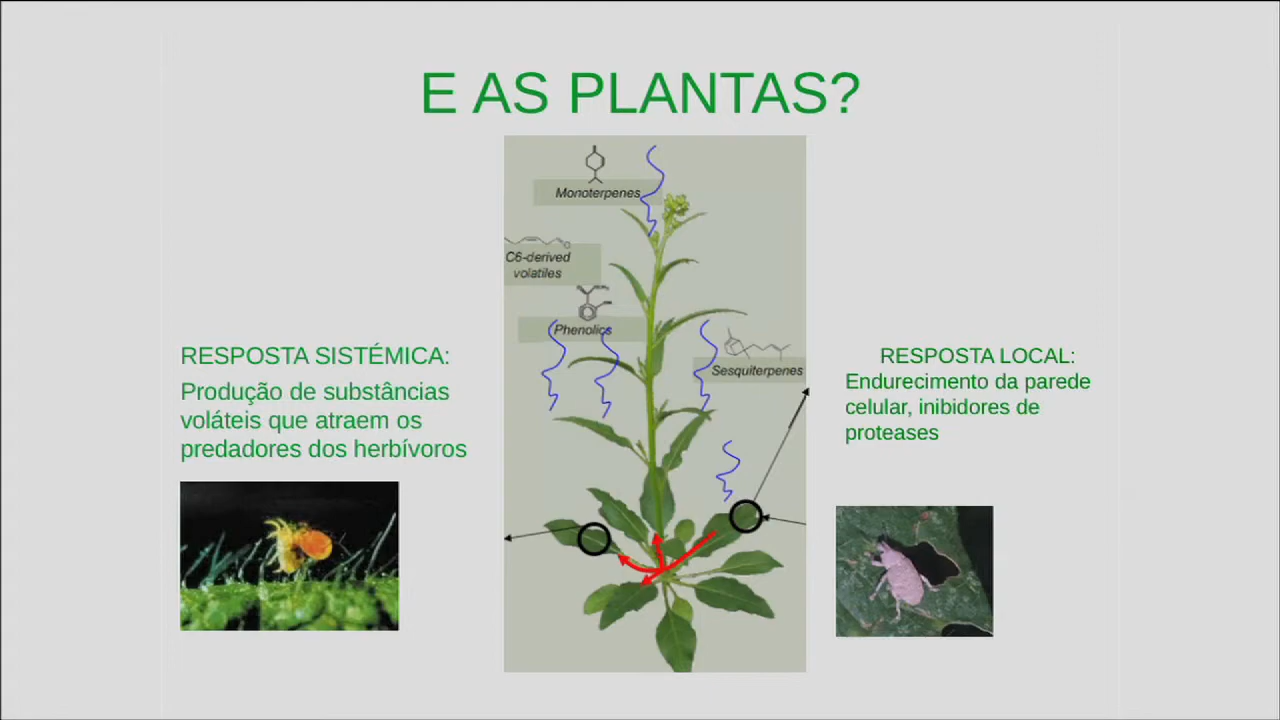 E AS PLANTAS?
Monoterpenes
C6-derived
volatiles
Phenolics
Sesquiterpenes
RESPOSTA SISTÉMICA:
Produção de substâncias
voláteis que atraem os
predadores dos herbívoros
RESPOSTA LOCAL:
Endurecimento da parede
celular, inibidores de
proteases